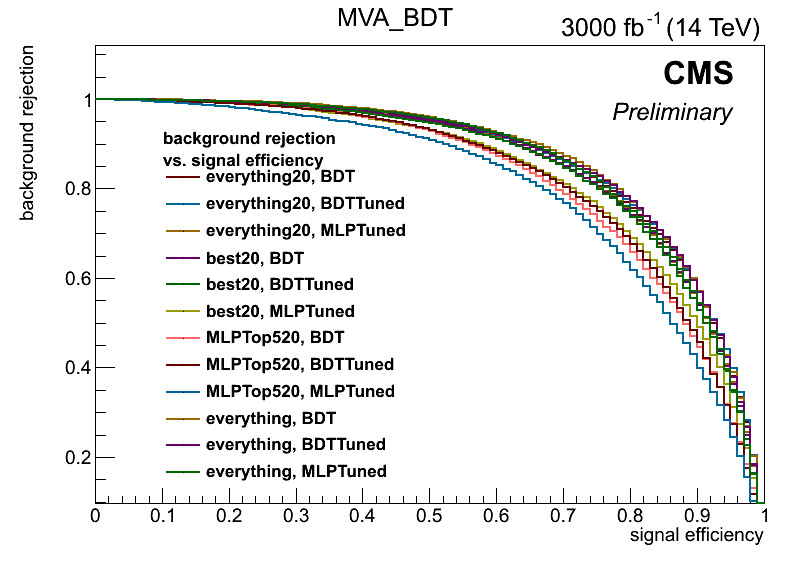 MVA_BDT
3000 fb⁻¹ (14 TeV)
background rejection
CMS
Preliminary
1
0.8
0.6
0.4
0.2
background rejection
vs. signal efficiency
everything20, BDT
everything20, BDTTuned
everything20, MLPTuned
best20, BDT
best20, BDTTuned
best20, MLPTuned
MLPTop520, BDT
MLPTop520, BDTTuned
MLPTop520, MLPTuned
everything, BDT
everything, BDTTuned
everything, MLPTuned
0 0.1 0.2 0.3 0.4 0.5 0.6 0.7 0.8 0.9 1
signal efficiency